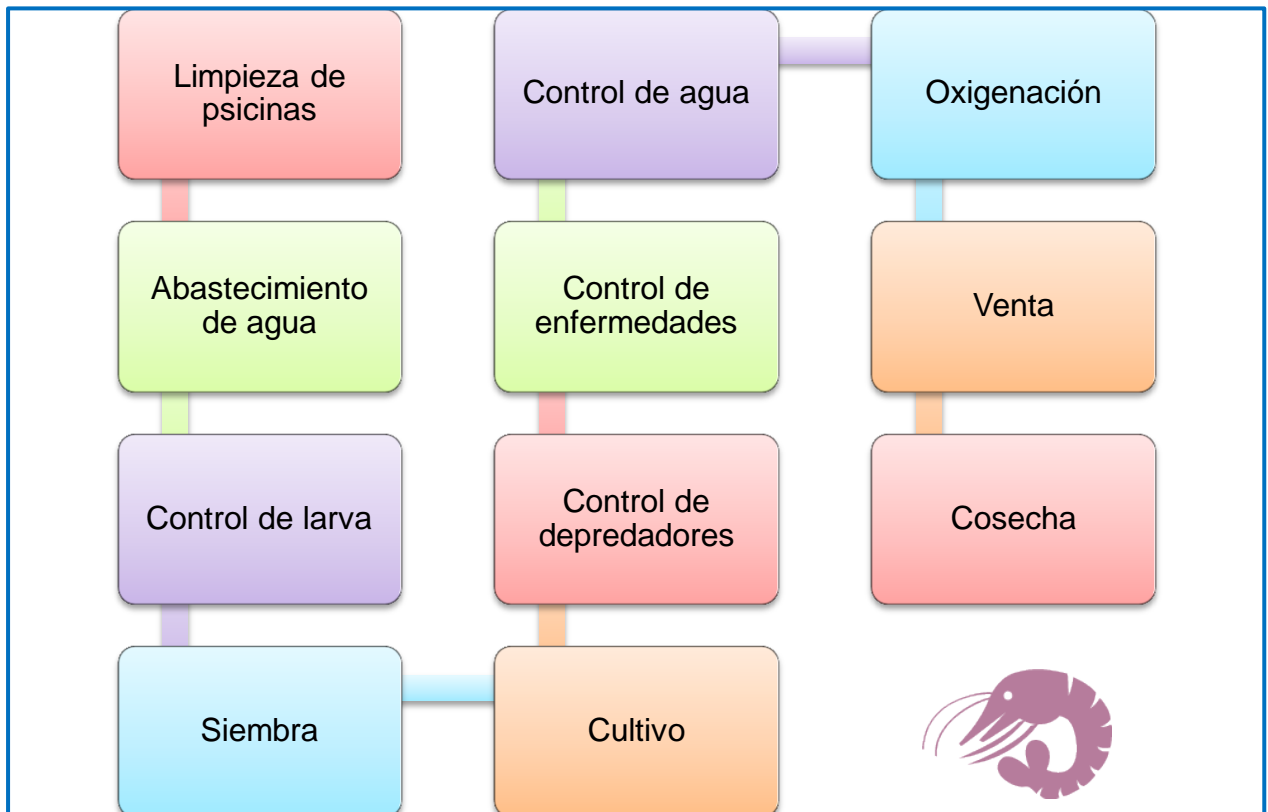 Limpieza de
psicinas
Abastecimiento
de agua
Control de larva
Siembra
Cultivo
Control de
depredadores
Control de
enfermedades
Control de agua
Oxigenación
Venta
Cosecha